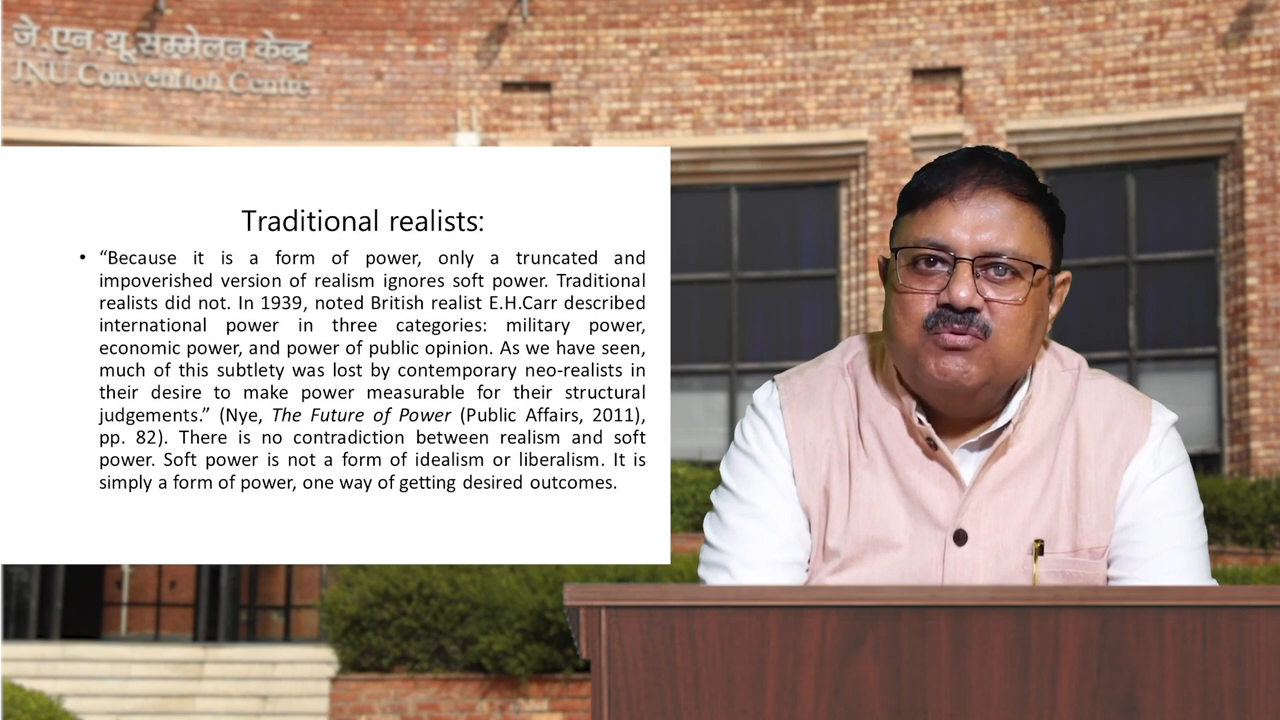 जे.एन.यू.सम्मेलन केन्द्र
JNU Convention Centre
Traditional realists:
• “Because it is a form of power, only a truncated and
impoverished version of realism ignores soft power. Traditional
realists did not. In 1939, noted British realist E.H.Carr described
international power in three categories: military power,
economic power, and power of public opinion. As we have seen,
much of this subtlety was lost by contemporary neo-realists in
their desire to make power measurable for their structural
judgements.” (Nye, The Future of Power (Public Affairs, 2011),
pp. 82). There is no contradiction between realism and soft
power. Soft power is not a form of idealism or liberalism. It is
simply a form of power, one way of getting desired outcomes.